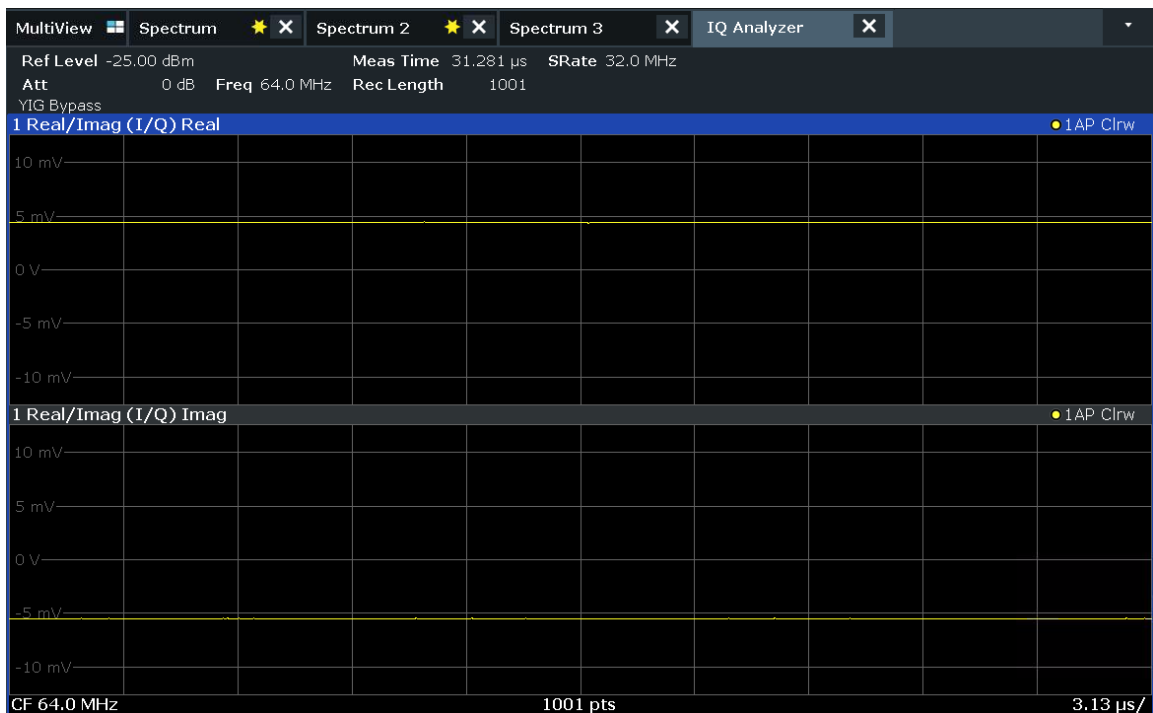 MultiView Spectrum Spectrum 2 Spectrum 3 IQ Analyzer
Ref Level -25.00 dBm Meas Time 31.281 µs SRate 32.0 MHz
Att 0 dB Freq 64.0 MHz Rec Length 1001
YIG Bypass
1 Real/Imag (I/Q) Real 1AP Clrw
10 mV
5 mV
0 V
-5 mV
-10 mV
1 Real/Imag (I/Q) Imag 1AP Clrw
10 mV
5 mV
0 V
-5 mV
-10 mV
CF 64.0 MHz 1001 pts 3.13 µs/